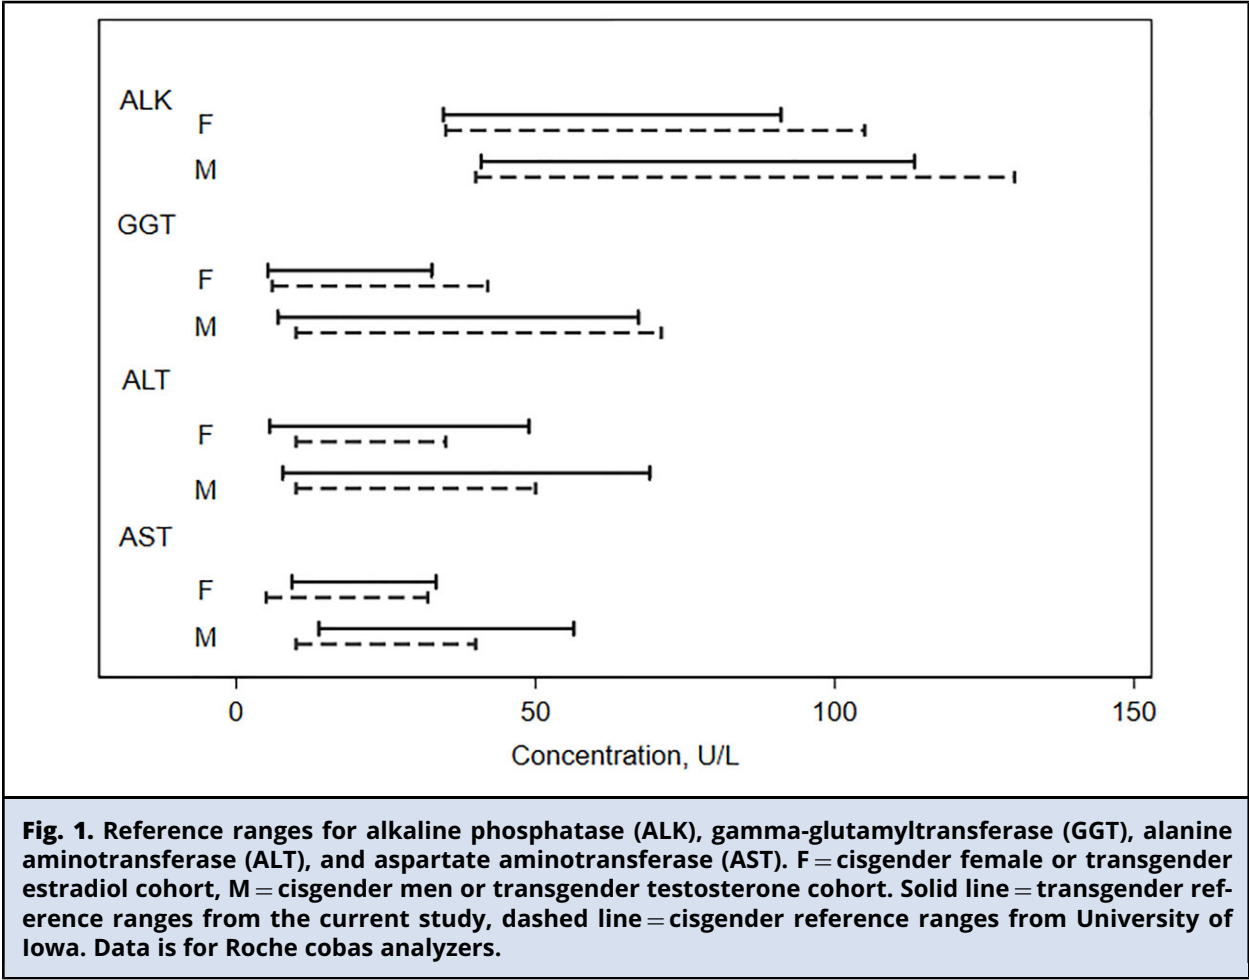 ALK
F
M
GGT
F
M
ALT
F
M
AST
F
M
0 50 100 150
Concentration, U/L
Fig. 1. Reference ranges for alkaline phosphatase (ALK), gamma-glutamyltransferase (GGT), alanine
aminotransferase (ALT), and aspartate aminotransferase (AST). F = cisgender female or transgender
estradiol cohort, M = cisgender men or transgender testosterone cohort. Solid line = transgender ref-
erence ranges from the current study, dashed line = cisgender reference ranges from University of
Iowa. Data is for Roche cobas analyzers.